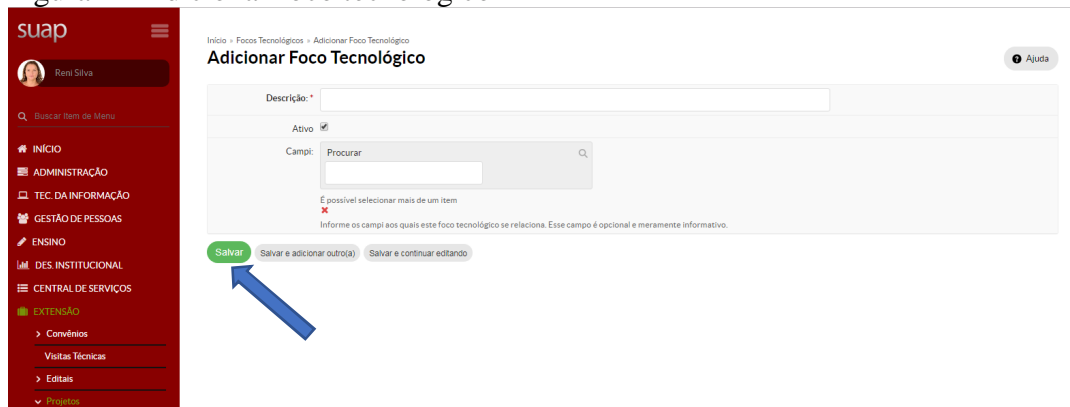 suap
Reni Silva
Buscar Item de Menu
INÍCIO
ADMINISTRAÇÃO
TEC. DA INFORMAÇÃO
GESTÃO DE PESSOAS
ENSINO
DES. INSTITUCIONAL
CENTRAL DE SERVIÇOS
EXTENSÃO
Convênios
Visitas Técnicas
Editais
Projetos
Início » Focos Tecnológicos » Adicionar Foco Tecnológico
Adicionar Foco Tecnológico
Ajuda
Descrição: *
Ativo
Campi:
Procurar
É possível selecionar mais de um item
Informe os campi aos quais este foco tecnológico se relaciona. Esse campo é opcional e meramente informativo.
Salvar Salvar e adicionar outro(a) Salvar e continuar editando